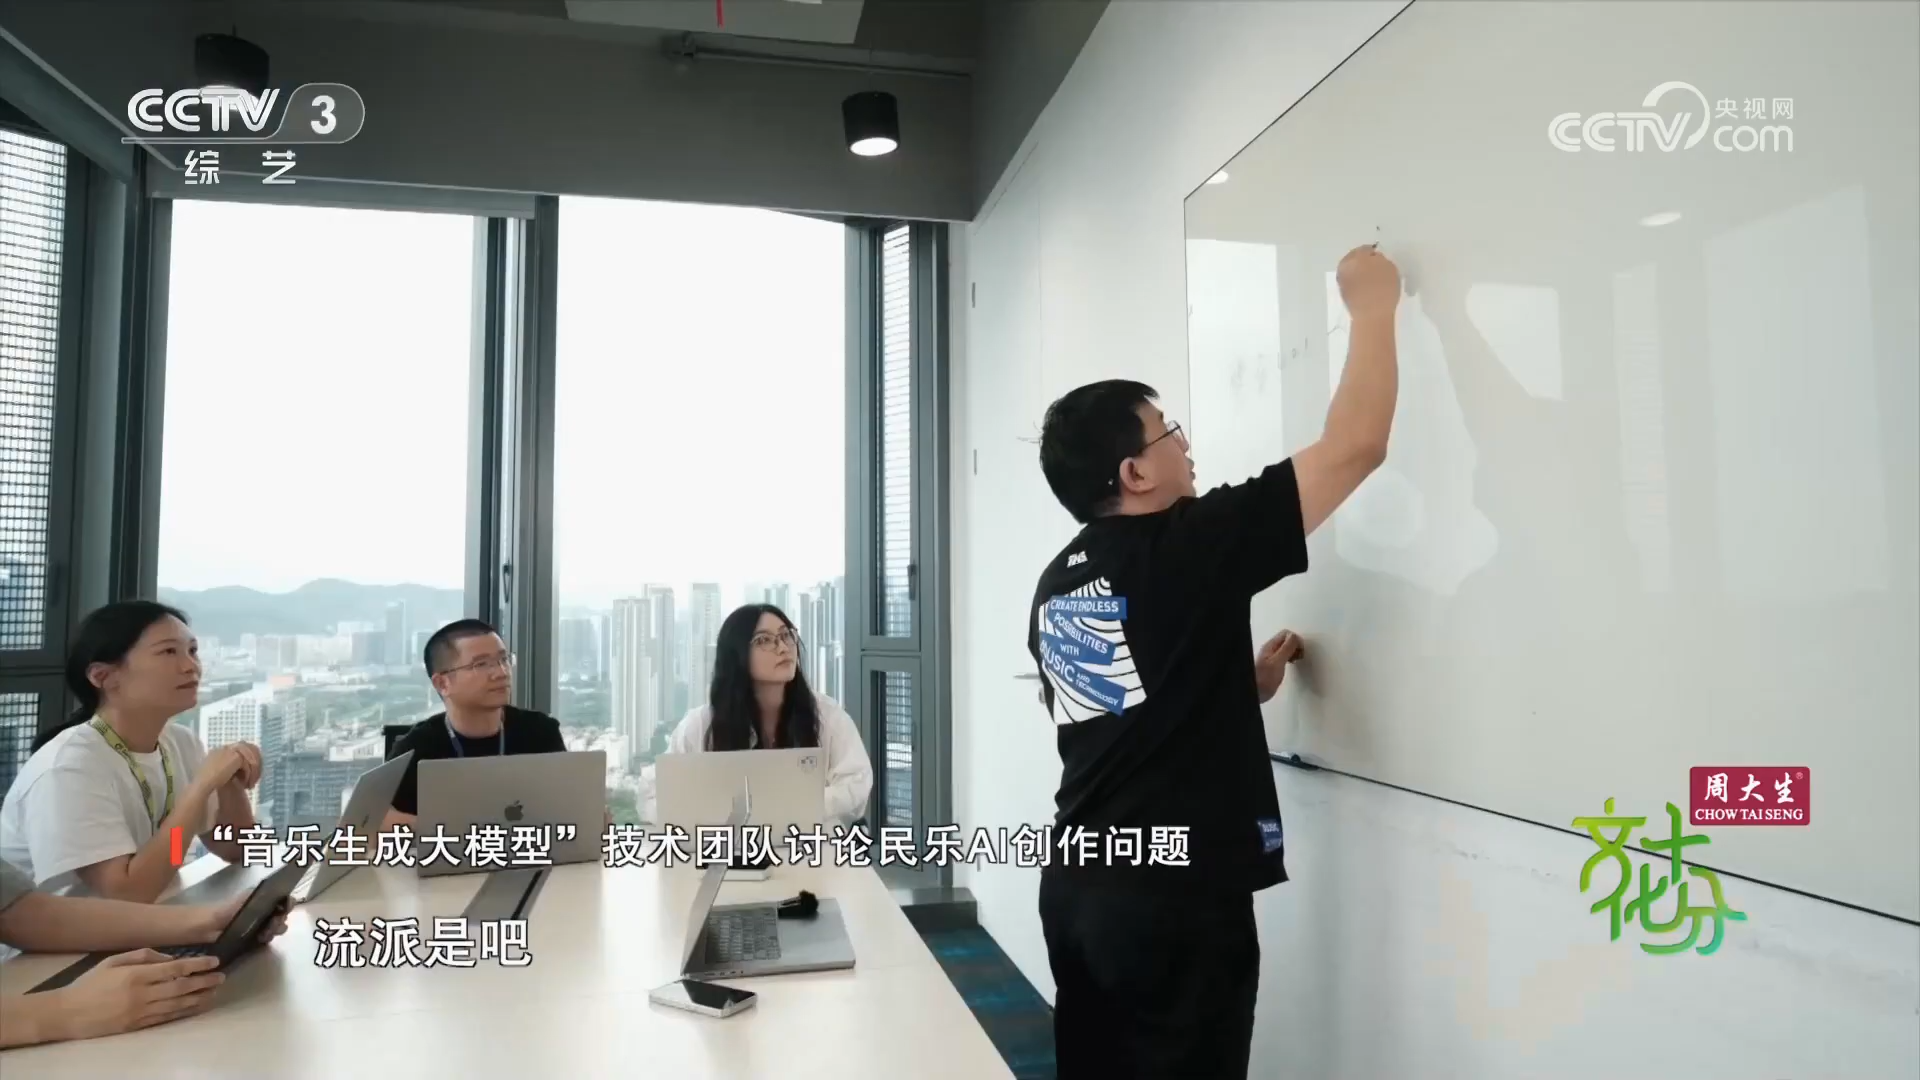 CCTV 3
综艺
央视网
CCTV.com
TME
CREATE ENDLESS
POSSIBILITIES
WITH
MUSIC
AND
TECHNOLOGY
周大生®
CHOW TAI SENG
“音乐生成大模型”技术团队讨论民乐AI创作问题
文化十分
流派是吧